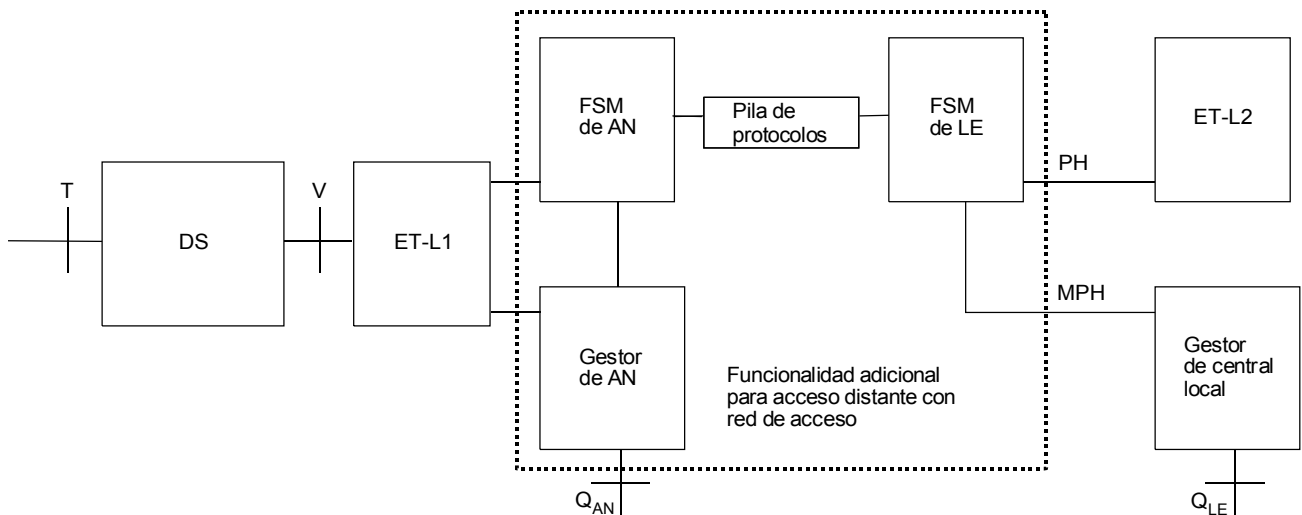 FSM
de AN
Pila de
protocolos
FSM
de LE
ET-L2
PH
T
V
DS
ET-L1
MPH
Gestor
de AN
Funcionalidad adicional
para acceso distante con
red de acceso
Gestor
de central
local
QAN
QLE